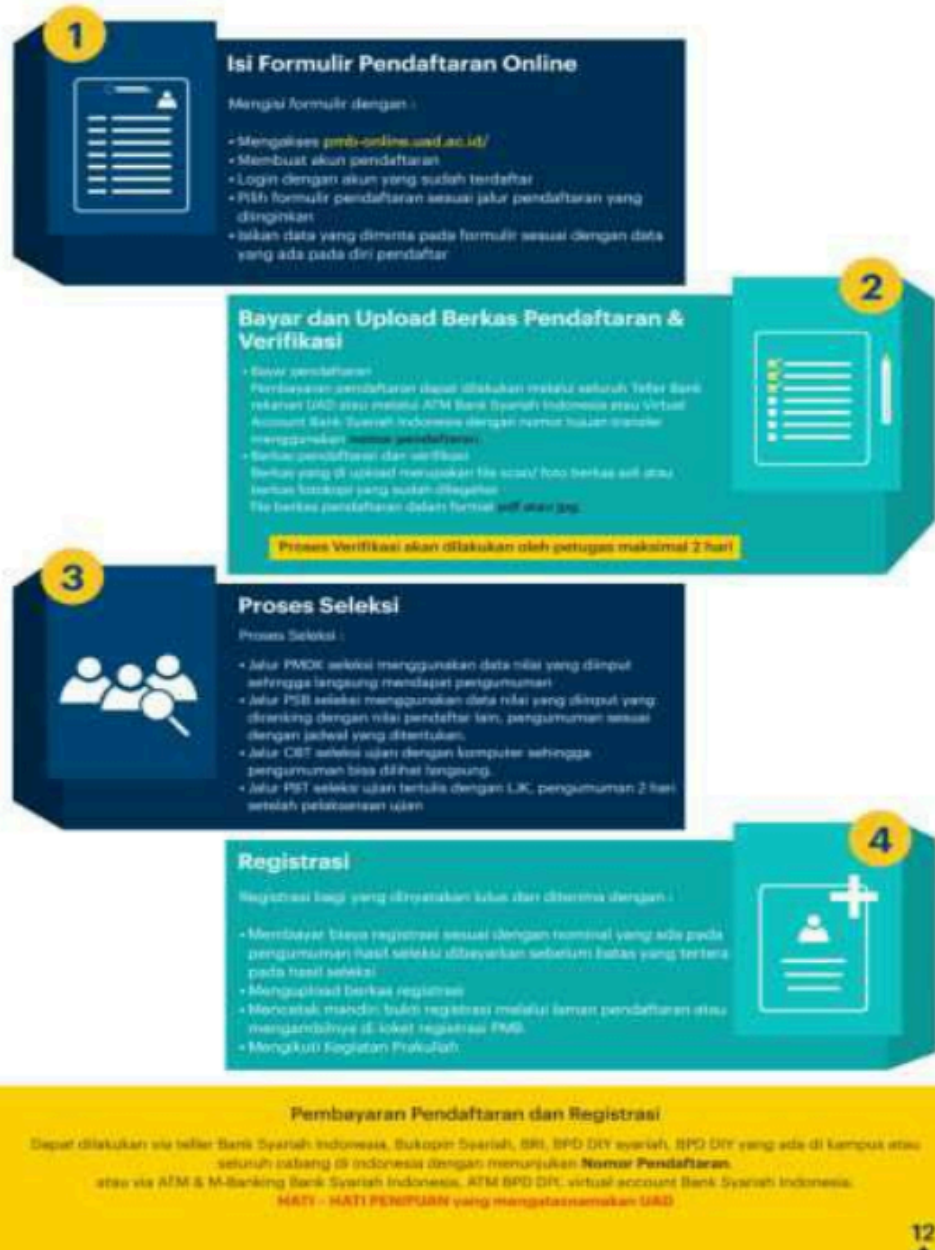 1
Isi Formulir Pendaftaran Online
Mengisi formulir dengan :
• Mengakses pmb-online.uad.ac.id/
• Membuat akun pendaftaran
• Login dengan akun yang sudah terdaftar
• Pilih formulir pendaftaran sesuai jalur pendaftaran yang
diinginkan
• Isikan data yang diminta pada formulir sesuai dengan data
yang ada pada diri pendaftar
2
Bayar dan Upload Berkas Pendaftaran &
Verifikasi
• Bayar pendaftaran
Pembayaran pendaftaran dapat dilakukan melalui seluruh Teller Bank
rekanan UAD atau melalui ATM Bank Syariah Indonesia atau Virtual
Account Bank Syariah Indonesia dengan nomor tujuan transfer
menggunakan nomor pendaftaran
• Berkas pendaftaran dan verifikasi
Berkas yang di upload merupakan file scan/ foto berkas asli atau
berkas fotokopi yang sudah dilegalisir
File berkas pendaftaran dalam format pdf atau jpg
Proses Verifikasi akan dilakukan oleh petugas maksimal 2 hari
3
Proses Seleksi
Proses Seleksi :
• Jalur PMDK seleksi menggunakan data nilai yang diinput
sehingga langsung mendapat pengumuman
• Jalur PSB seleksi menggunakan data nilai yang diinput yang
diranking dengan nilai pendaftar lain, pengumuman sesuai
dengan jadwal yang ditentukan.
• Jalur CBT seleksi ujian dengan komputer sehingga
pengumuman bisa dilihat langsung.
• Jalur PST seleksi ujian tertulis dengan LJK, pengumuman 2 hari
setelah pelaksanaan ujian
4
Registrasi
Registrasi bagi yang dinyatakan lulus dan diterima dengan :
• Membayar biaya registrasi sesuai dengan nominal yang ada pada
pengumuman hasil seleksi dibayarkan sebelum batas yang tertera
pada hasil seleksi
• Mengupload berkas registrasi
• Mencetak mandiri bukti registrasi melalui laman pendaftaran atau
mengambilnya di loket registrasi PMB
• Mengikuti Kegiatan Prakuliah
Pembayaran Pendaftaran dan Registrasi
Dapat dilakukan via teller Bank Syariah Indonesia, Bukopin Syariah, BRI, BPD DIY syariah, BPD DIY yang ada di kampus atau
seluruh cabang di indonesia dengan menunjukan Nomor Pendaftaran
atau via ATM & M-Banking Bank Syariah Indonesia, ATM BPD DIY, virtual account Bank Syariah Indonesia.
HATI - HATI PENIPUAN yang mengatasnamakan UAD
12